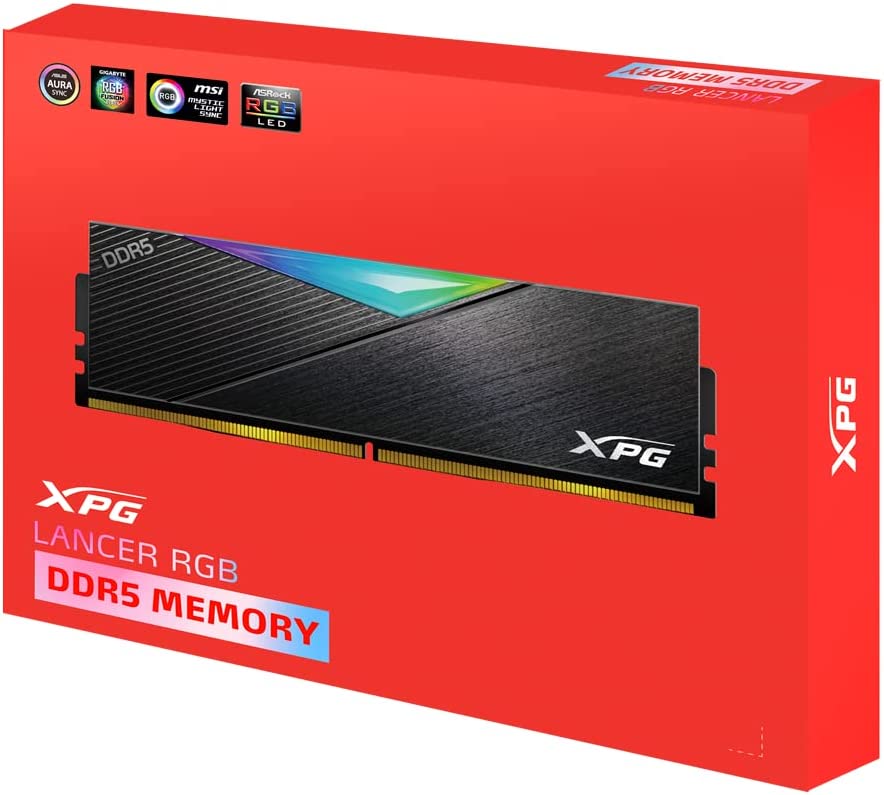 ASUS
AURA
SYNC
GIGABYTE
RGB
FUSION
RGB
msi
MYSTIC
LIGHT
SYNC
ASRock
RGB
LED
DDR5 MEMORY
LANCER RGB
DDR5
XPG
XPG
XPG
LANCER RGB
DDR5 MEMORY